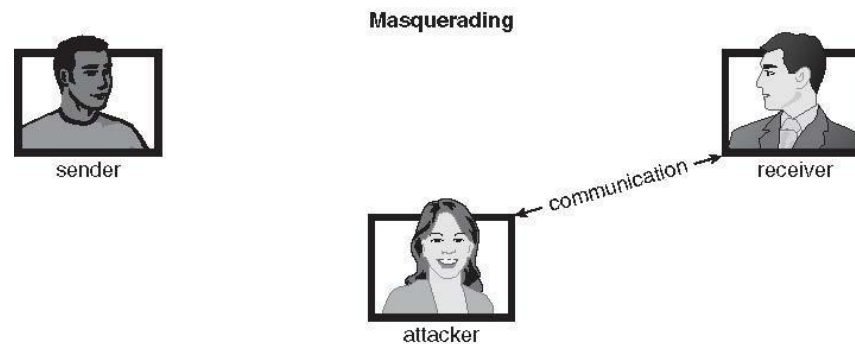 Masquerading
sender
receiver
communication
attacker